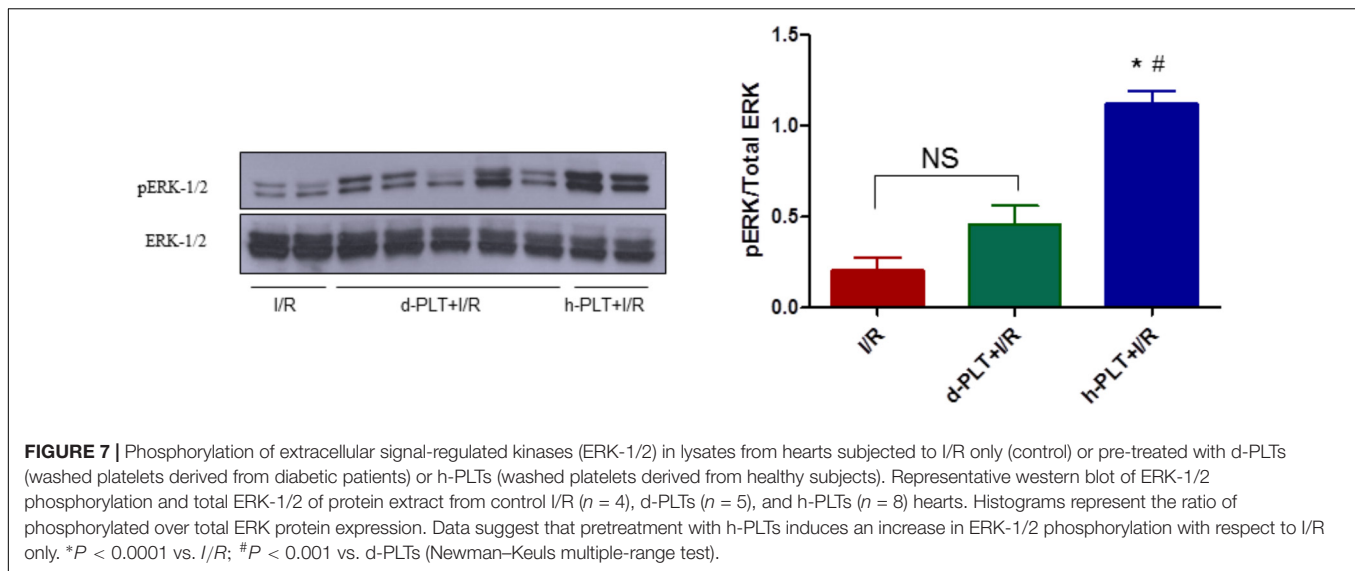 pERK-1/2
ERK-1/2
I/R
d-PLT+I/R
h-PLT+I/R
pERK/Total ERK
1.5
1.0
0.5
0.0
NS
* #
I/R
d-PLT+I/R
h-PLT+I/R
FIGURE 7 | Phosphorylation of extracellular signal-regulated kinases (ERK-1/2) in lysates from hearts subjected to I/R only (control) or pre-treated with d-PLTs
(washed platelets derived from diabetic patients) or h-PLTs (washed platelets derived from healthy subjects). Representative western blot of ERK-1/2
phosphorylation and total ERK-1/2 of protein extract from control I/R (n = 4), d-PLTs (n = 5), and h-PLTs (n = 8) hearts. Histograms represent the ratio of
phosphorylated over total ERK protein expression. Data suggest that pretreatment with h-PLTs induces an increase in ERK-1/2 phosphorylation with respect to I/R
only. *P < 0.0001 vs. I/R; #P < 0.001 vs. d-PLTs (Newman–Keuls multiple-range test).